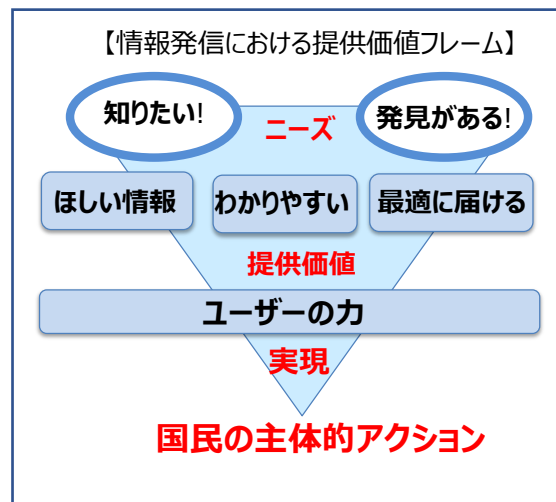 【情報発信における提供価値フレーム】
知りたい!
ニーズ
発見がある!
ほしい情報
わかりやすい
最適に届ける
提供価値
ユーザーの力
実現
国民の主体的アクション